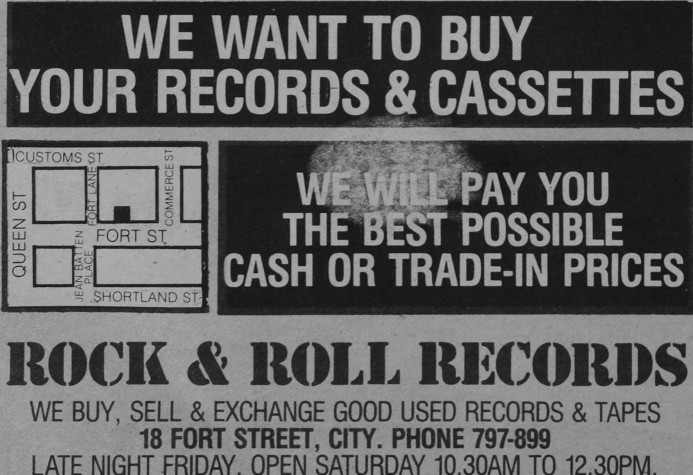 WE WANT TO BUY
YOUR RECORDS & CASSETTES
CUSTOMS ST
QUEEN ST
FORT LANE
COMMERCE ST
FORT ST.
JEAN BATTEN
PLACE
SHORTLAND ST
WE WILL PAY YOU
THE BEST POSSIBLE
CASH OR TRADE-IN PRICES
ROCK & ROLL RECORDS
WE BUY, SELL & EXCHANGE GOOD USED RECORDS & TAPES
18 FORT STREET, CITY. PHONE 797-899
LATE NIGHT FRIDAY. OPEN SATURDAY 10.30AM TO 12.30PM.